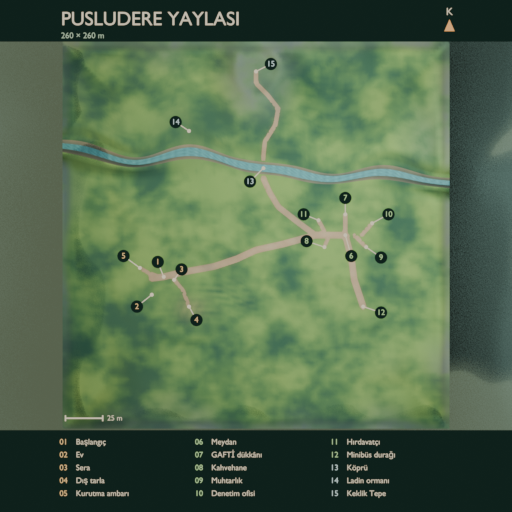 PUSLUDERE YAYLASI
260 × 260 m
K
15
14
13
7
11
10
8
5
1
3
6
9
2
4
12
25 m
01 Başlangıç
02 Ev
03 Sera
04 Dış tarla
05 Kurutma ambarı
06 Meydan
07 GAFTİ dükkânı
08 Kahvehane
09 Muhtarlık
10 Denetim ofisi
11 Hırdavatçı
12 Minibüs durağı
13 Köprü
14 Ladin ormanı
15 Keklik Tepe